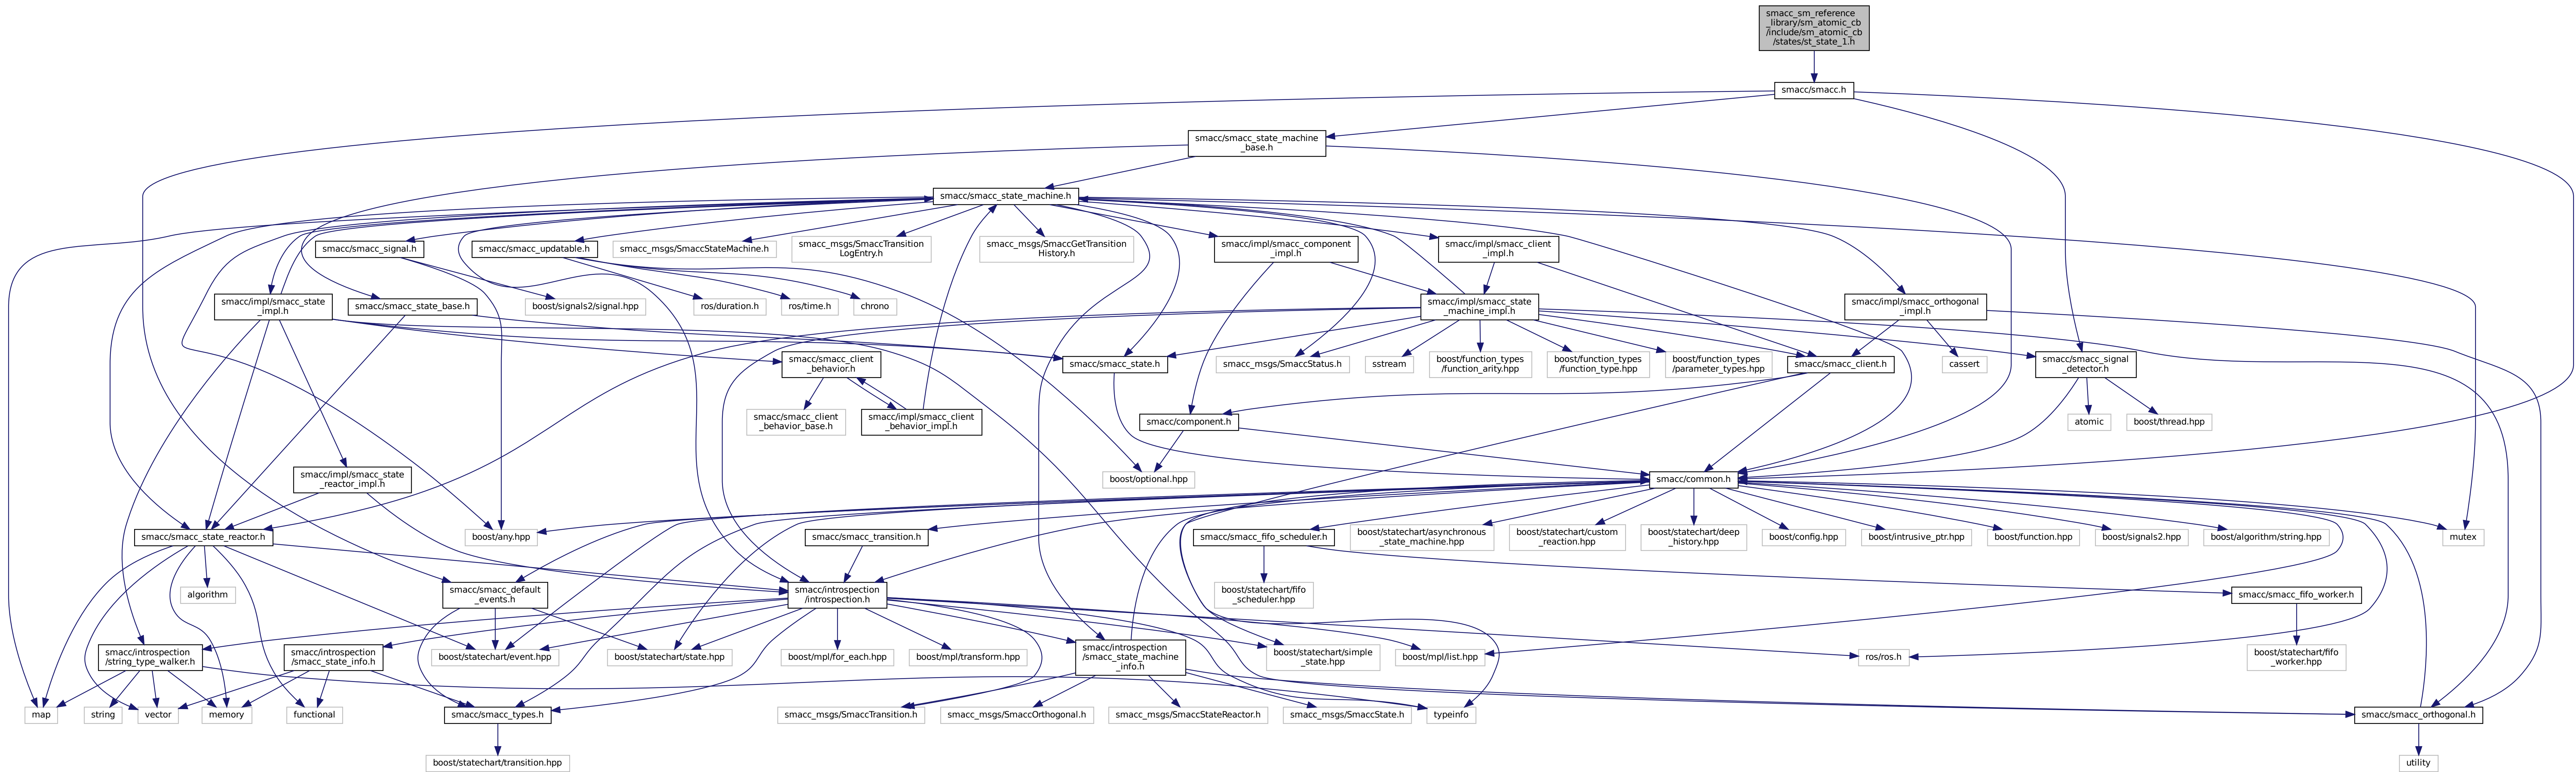 smacc_sm_reference
_library/sm_atomic_cb
/include/sm_atomic_cb
/states/st_state_1.h
smacc/smacc.h
smacc/smacc_state_machine
_base.h
smacc/smacc_state_machine.h
smacc/smacc_signal.h
smacc/smacc_updatable.h
smacc_msgs/SmaccStateMachine.h
smacc_msgs/SmaccTransition
LogEntry.h
smacc_msgs/SmaccGetTransition
History.h
smacc/impl/smacc_component
_impl.h
smacc/impl/smacc_client
_impl.h
smacc/impl/smacc_state
_impl.h
smacc/smacc_state_base.h
boost/signals2/signal.hpp
ros/duration.h
ros/time.h
chrono
smacc/impl/smacc_state
_machine_impl.h
smacc/impl/smacc_orthogonal
_impl.h
smacc/smacc_client
_behavior.h
smacc/smacc_state.h
smacc_msgs/SmaccStatus.h
sstream
boost/function_types
/function_arity.hpp
boost/function_types
/function_type.hpp
boost/function_types
/parameter_types.hpp
smacc/smacc_client.h
cassert
smacc/smacc_signal
_detector.h
smacc/smacc_client
_behavior_base.h
smacc/impl/smacc_client
_behavior_impl.h
smacc/component.h
atomic
boost/thread.hpp
smacc/impl/smacc_state
_reactor_impl.h
boost/optional.hpp
smacc/common.h
smacc/smacc_state_reactor.h
boost/any.hpp
smacc/smacc_transition.h
smacc/smacc_fifo_scheduler.h
boost/statechart/asynchronous
_state_machine.hpp
boost/statechart/custom
_reaction.hpp
boost/statechart/deep
_history.hpp
boost/config.hpp
boost/intrusive_ptr.hpp
boost/function.hpp
boost/signals2.hpp
boost/algorithm/string.hpp
mutex
algorithm
smacc/smacc_default
_events.h
smacc/introspection
/introspection.h
boost/statechart/fifo
_scheduler.hpp
smacc/smacc_fifo_worker.h
smacc/introspection
/string_type_walker.h
smacc/introspection
/smacc_state_info.h
boost/statechart/event.hpp
boost/statechart/state.hpp
boost/mpl/for_each.hpp
boost/mpl/transform.hpp
smacc/introspection
/smacc_state_machine
_info.h
boost/statechart/simple
_state.hpp
boost/mpl/list.hpp
ros/ros.h
boost/statechart/fifo
_worker.hpp
map
string
vector
memory
functional
smacc/smacc_types.h
smacc_msgs/SmaccTransition.h
smacc_msgs/SmaccOrthogonal.h
smacc_msgs/SmaccStateReactor.h
smacc_msgs/SmaccState.h
typeinfo
smacc/smacc_orthogonal.h
boost/statechart/transition.hpp
utility